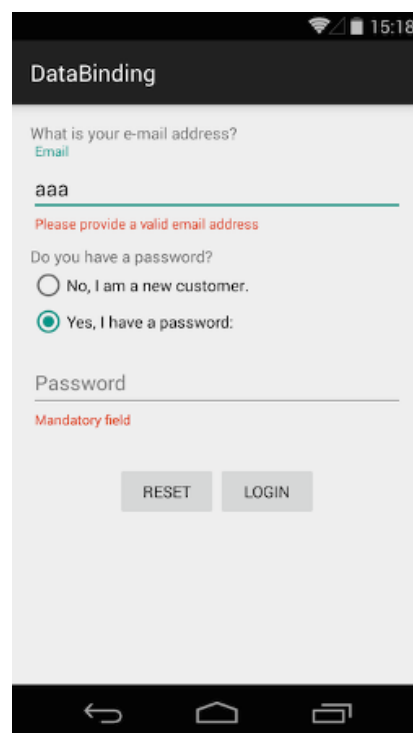 15:18
DataBinding
What is your e-mail address?
Email
aaa
Please provide a valid email address
Do you have a password?
No, I am a new customer.
Yes, I have a password:
Password
Mandatory field
RESET LOGIN